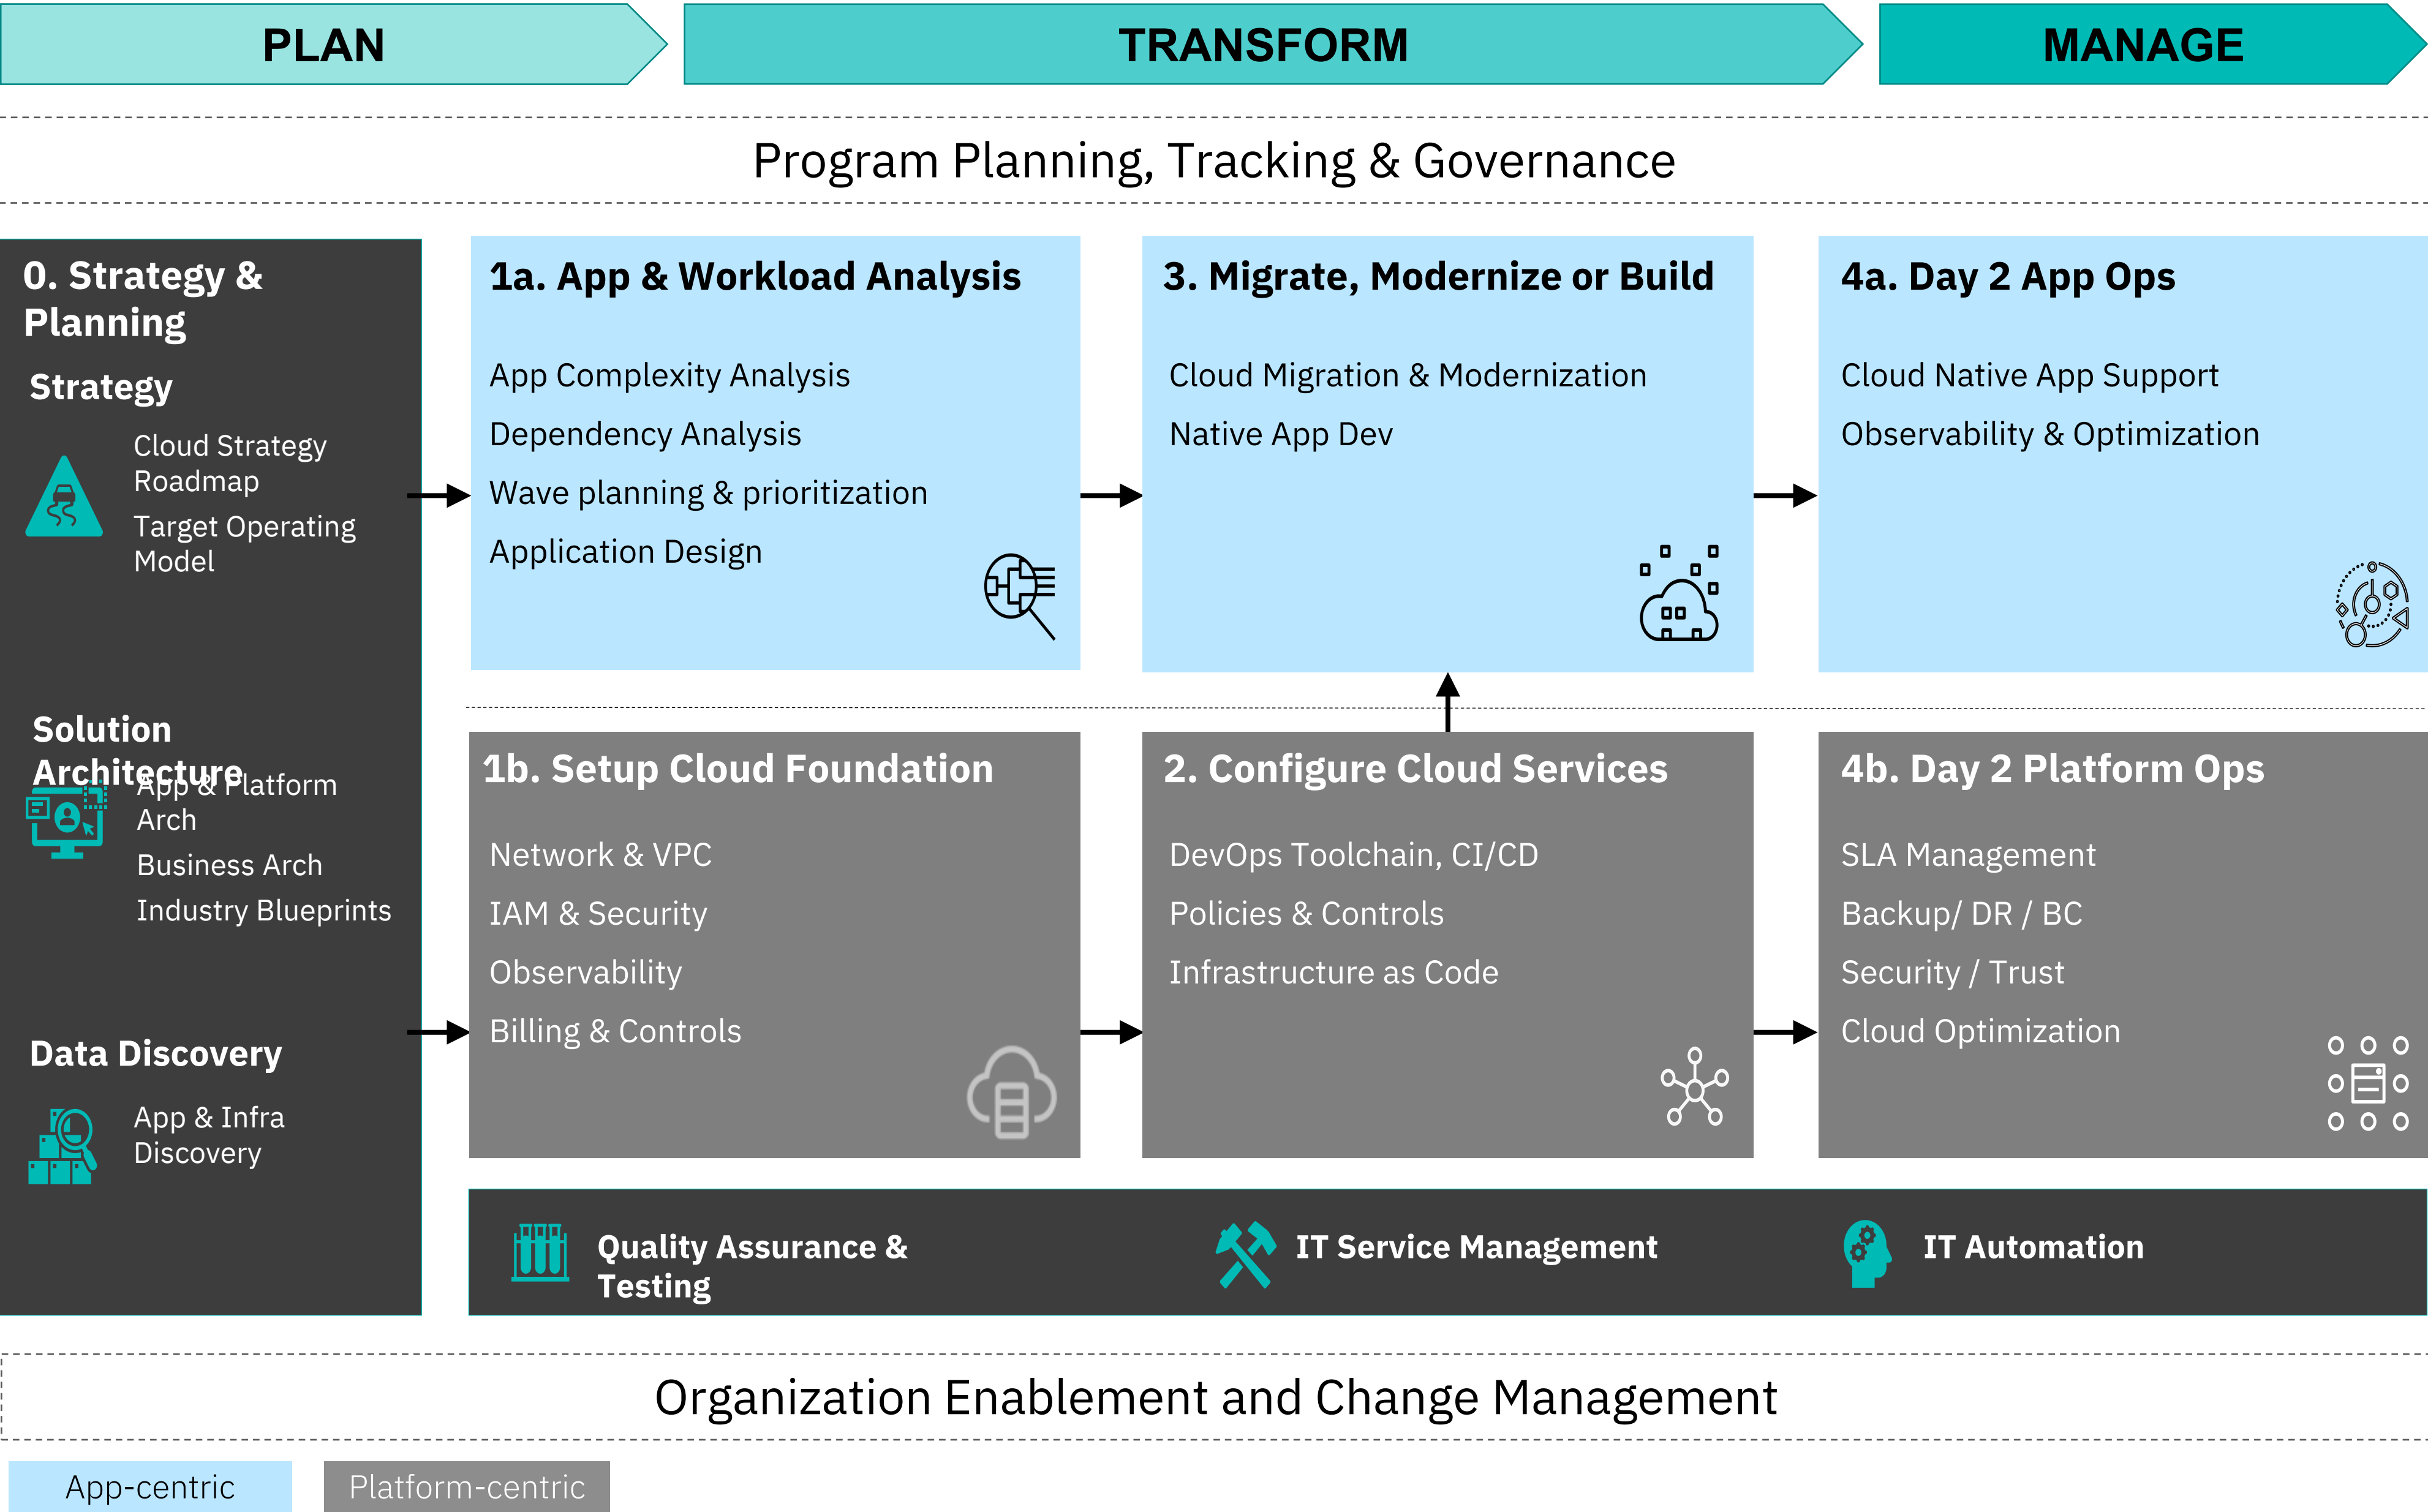 PLAN
TRANSFORM
MANAGE
Program Planning, Tracking & Governance
0. Strategy &
Planning
Strategy
Cloud Strategy
Roadmap
Target Operating
Model
Solution
Architecture
App & Platform
Arch
Business Arch
Industry Blueprints
Data Discovery
App & Infra
Discovery
1a. App & Workload Analysis
App Complexity Analysis
Dependency Analysis
Wave planning & prioritization
Application Design
3. Migrate, Modernize or Build
Cloud Migration & Modernization
Native App Dev
4a. Day 2 App Ops
Cloud Native App Support
Observability & Optimization
1b. Setup Cloud Foundation
Network & VPC
IAM & Security
Observability
Billing & Controls
2. Configure Cloud Services
DevOps Toolchain, CI/CD
Policies & Controls
Infrastructure as Code
4b. Day 2 Platform Ops
SLA Management
Backup/ DR / BC
Security / Trust
Cloud Optimization
Quality Assurance &
Testing
IT Service Management
IT Automation
Organization Enablement and Change Management
App-centric
Platform-centric